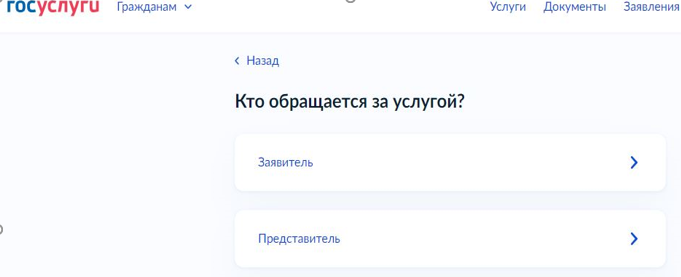 госуслуги Гражданам Услуги Документы Заявления
Назад
Кто обращается за услугой?
Заявитель
Представитель